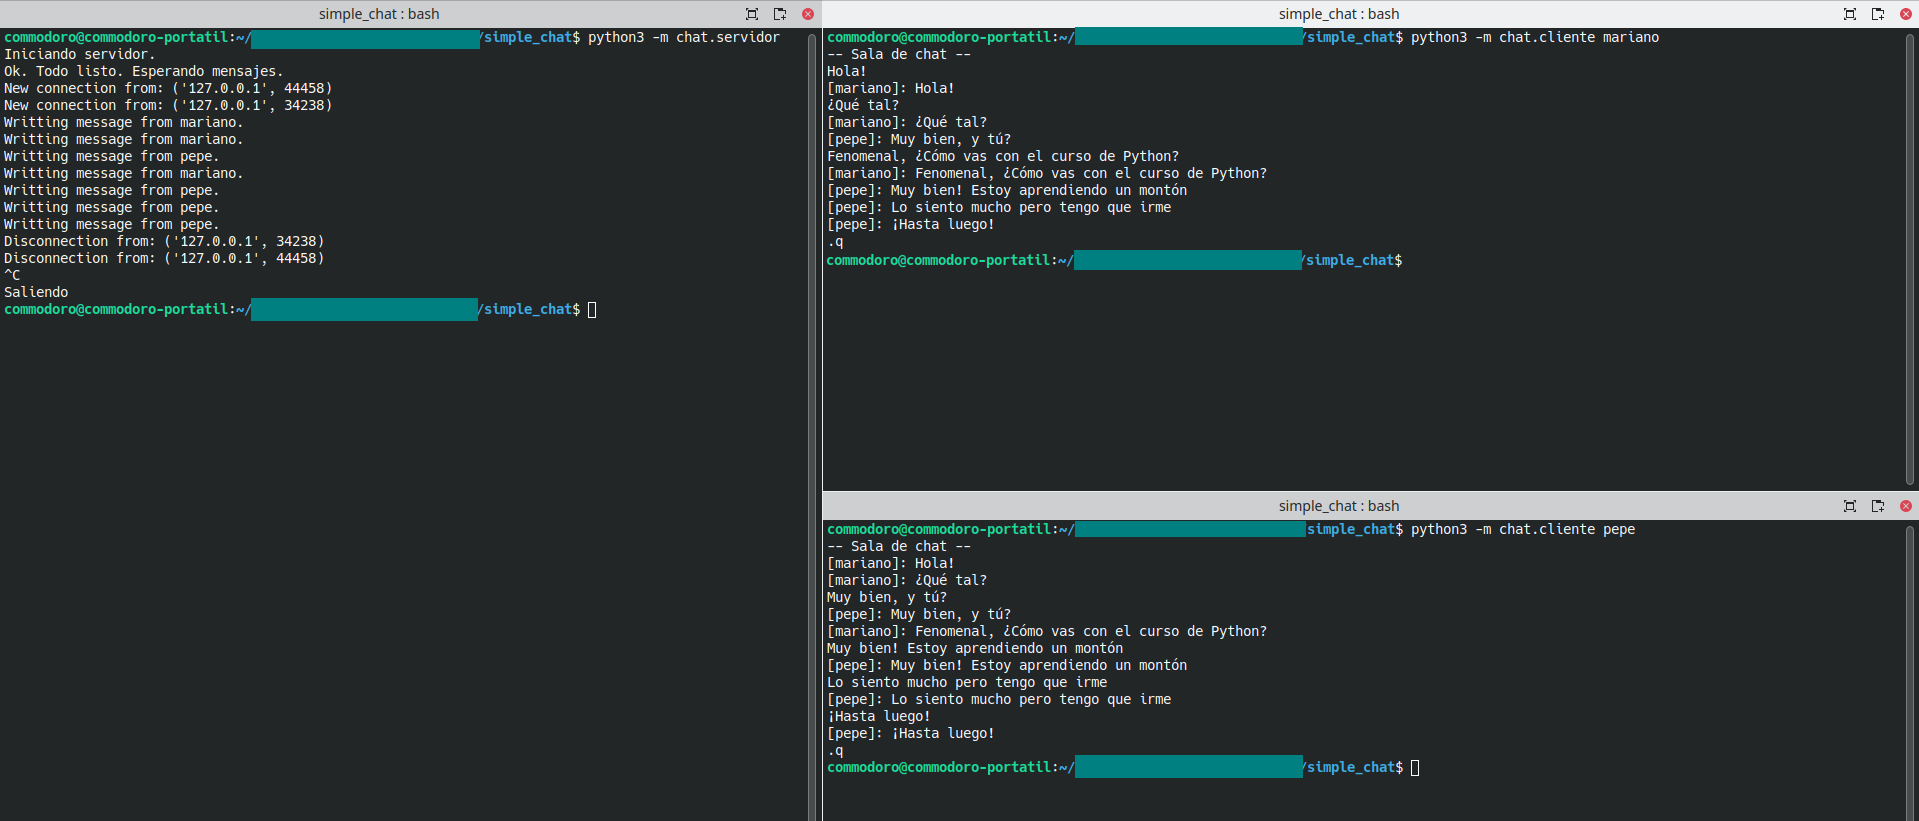 simple_chat : bash
commodoro@commodoro-portatil:~/ /simple_chat$ python3 -m chat.servidor
Iniciando servidor.
Ok. Todo listo. Esperando mensajes.
New connection from: ('127.0.0.1', 44458)
New connection from: ('127.0.0.1', 34238)
Writting message from mariano.
Writting message from mariano.
Writting message from pepe.
Writting message from mariano.
Writting message from pepe.
Writting message from pepe.
Writting message from pepe.
Disconnection from: ('127.0.0.1', 34238)
Disconnection from: ('127.0.0.1', 44458)
^C
Saliendo
commodoro@commodoro-portatil:~/ /simple_chat$
simple_chat : bash
commodoro@commodoro-portatil:~/ /simple_chat$ python3 -m chat.cliente mariano
-- Sala de chat --
Hola!
[mariano]: Hola!
¿Qué tal?
[mariano]: ¿Qué tal?
[pepe]: Muy bien, y tú?
Fenomenal, ¿Cómo vas con el curso de Python?
[mariano]: Fenomenal, ¿Cómo vas con el curso de Python?
[pepe]: Muy bien! Estoy aprendiendo un montón
[pepe]: Lo siento mucho pero tengo que irme
[pepe]: ¡Hasta luego!
.q
commodoro@commodoro-portatil:~/ /simple_chat$
simple_chat : bash
commodoro@commodoro-portatil:~/ simple_chat$ python3 -m chat.cliente pepe
-- Sala de chat --
[mariano]: Hola!
[mariano]: ¿Qué tal?
Muy bien, y tú?
[pepe]: Muy bien, y tú?
[mariano]: Fenomenal, ¿Cómo vas con el curso de Python?
Muy bien! Estoy aprendiendo un montón
[pepe]: Muy bien! Estoy aprendiendo un montón
Lo siento mucho pero tengo que irme
[pepe]: Lo siento mucho pero tengo que irme
¡Hasta luego!
[pepe]: ¡Hasta luego!
.q
commodoro@commodoro-portatil:~/ /simple_chat$